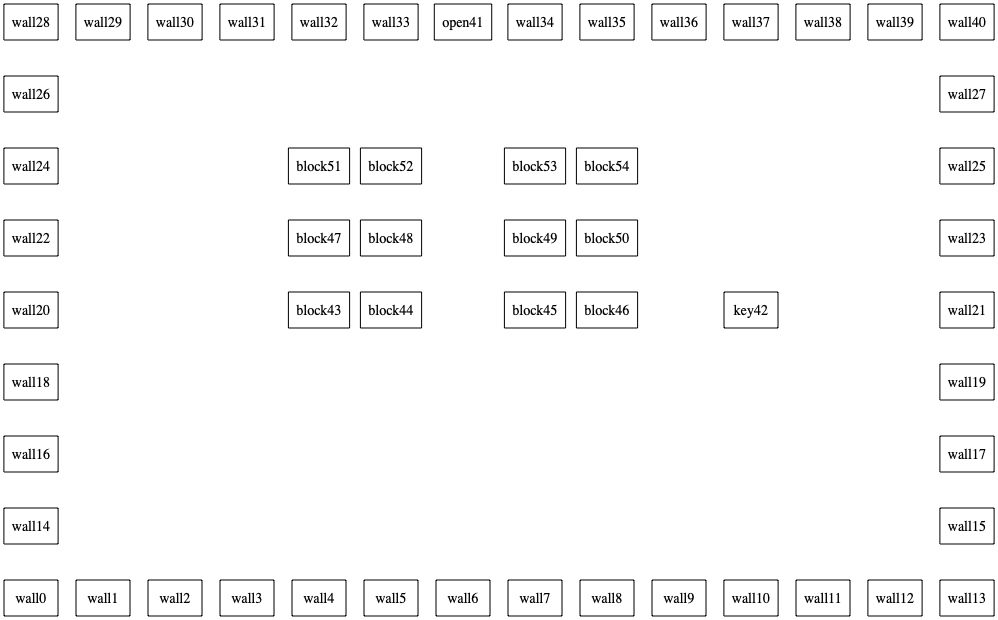 wall28 wall29 wall30 wall31 wall32 wall33 open41 wall34 wall35 wall36 wall37 wall38 wall39 wall40
wall26 wall27
wall24 block51 block52 block53 block54 wall25
wall22 block47 block48 block49 block50 wall23
wall20 block43 block44 block45 block46 key42 wall21
wall18 wall19
wall16 wall17
wall14 wall15
wall0 wall1 wall2 wall3 wall4 wall5 wall6 wall7 wall8 wall9 wall10 wall11 wall12 wall13